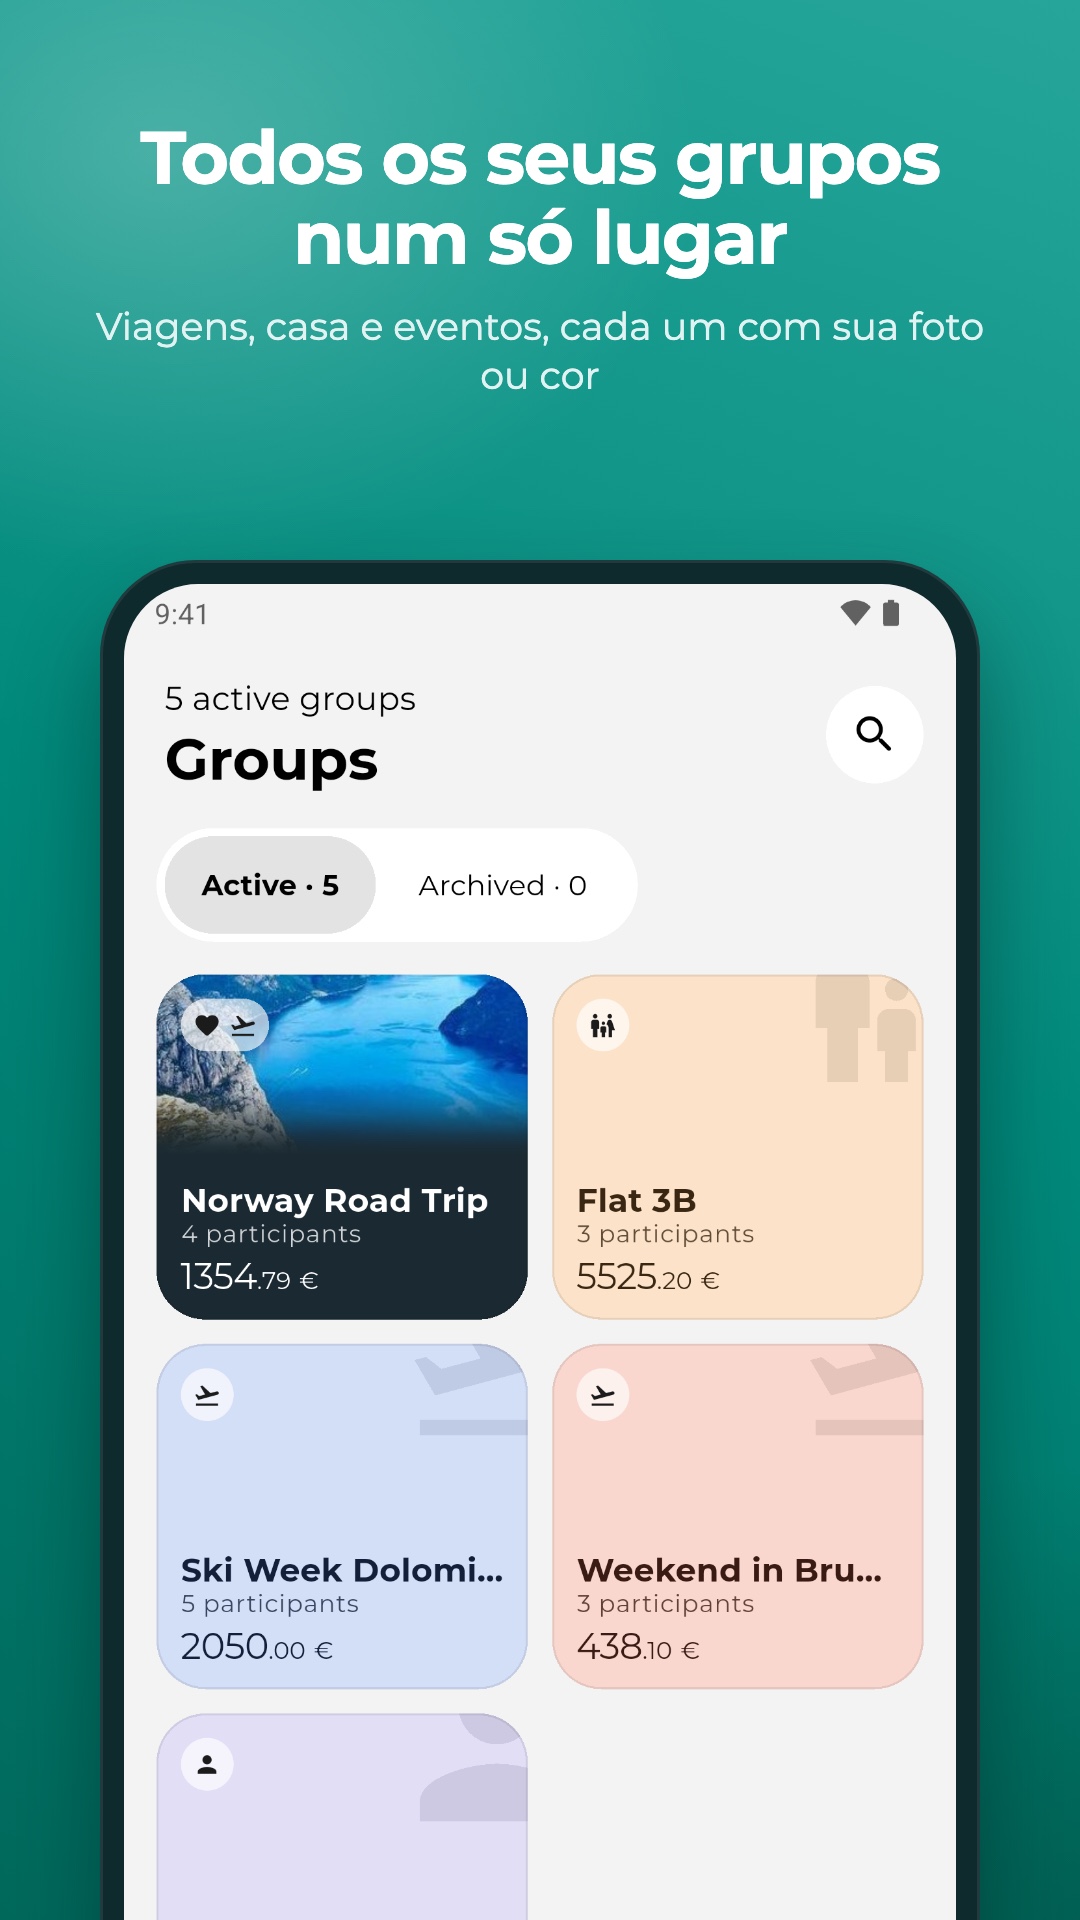 Todos os seus grupos
num só lugar
Viagens, casa e eventos, cada um com sua foto
ou cor
9:41
5 active groups
Groups
Active · 5
Archived · 0
Norway Road Trip
4 participants
1354.79 €
Flat 3B
3 participants
5525.20 €
Ski Week Dolomi...
5 participants
2050.00 €
Weekend in Bru...
3 participants
438.10 €